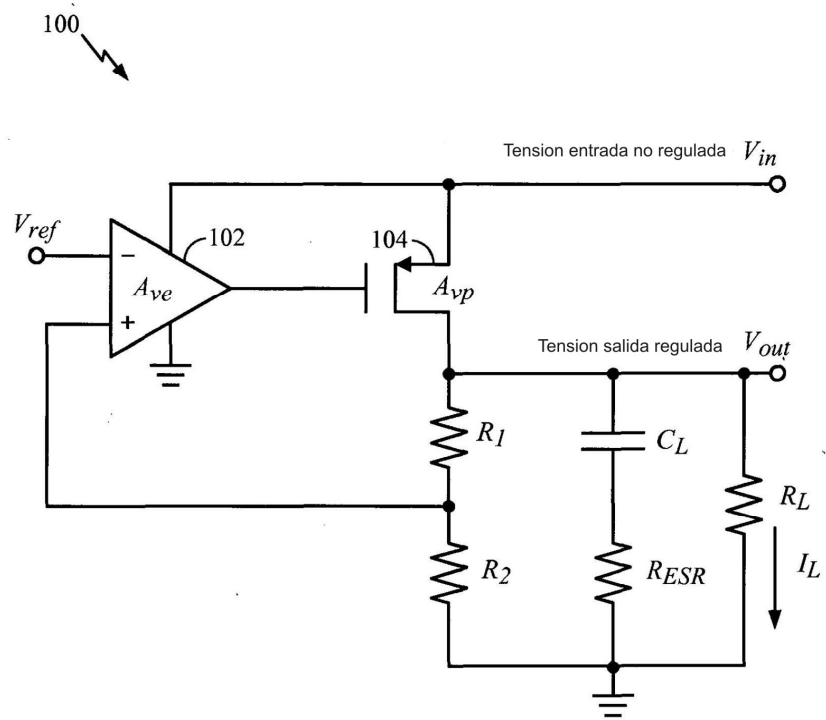 100
Tension entrada no regulada V_in
V_ref
102
104
−
A_ve
A_vp
+
Tension salida regulada V_out
R_1
C_L
R_L
R_2
R_ESR
I_L